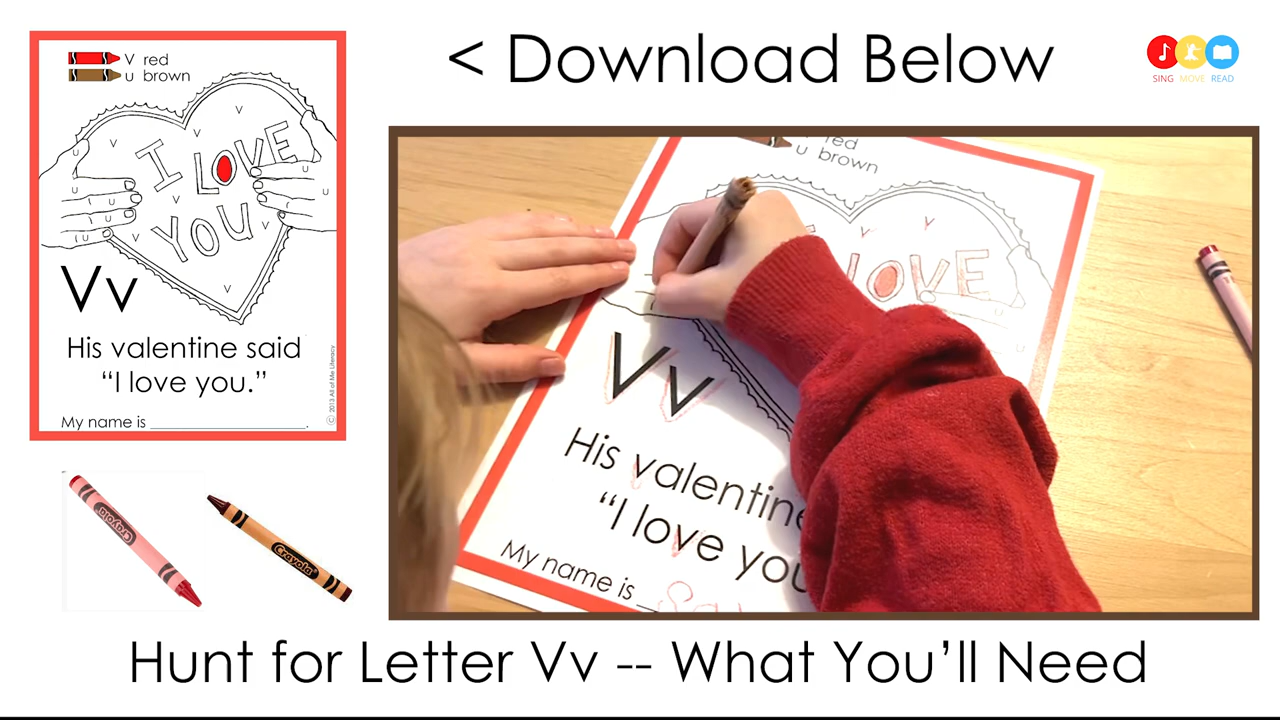 < Download Below
SING MOVE READ
V red
u brown
I LOVE
YOU
Vv
His valentine said
“I love you.”
My name is
© 2013 All of Me Literacy
red
u brown
LOVE
Vv
His valentine
“I love you
My name is
Crayola
Crayola
Hunt for Letter Vv -- What You’ll Need